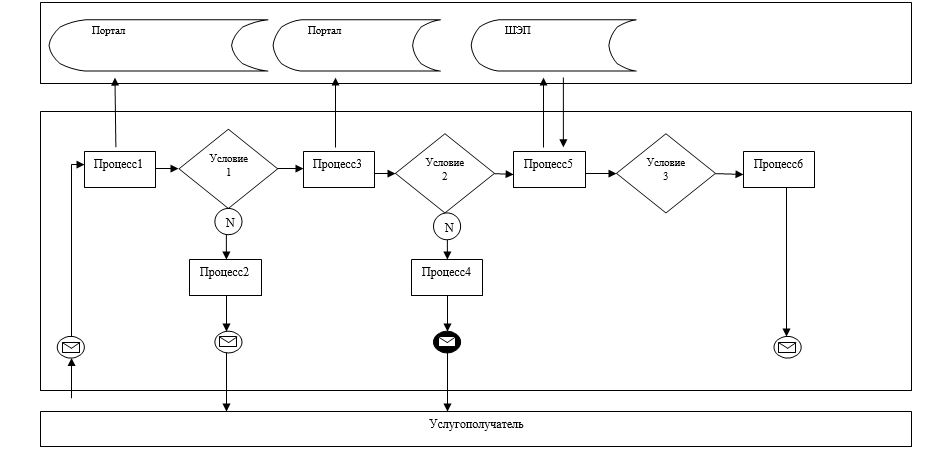 Портал
Портал
ШЭП
Процесс1
Условие
1
Процесс3
Условие
2
Процесс5
Условие
3
Процесс6
N
N
Процесс2
Процесс4
Услугополучатель